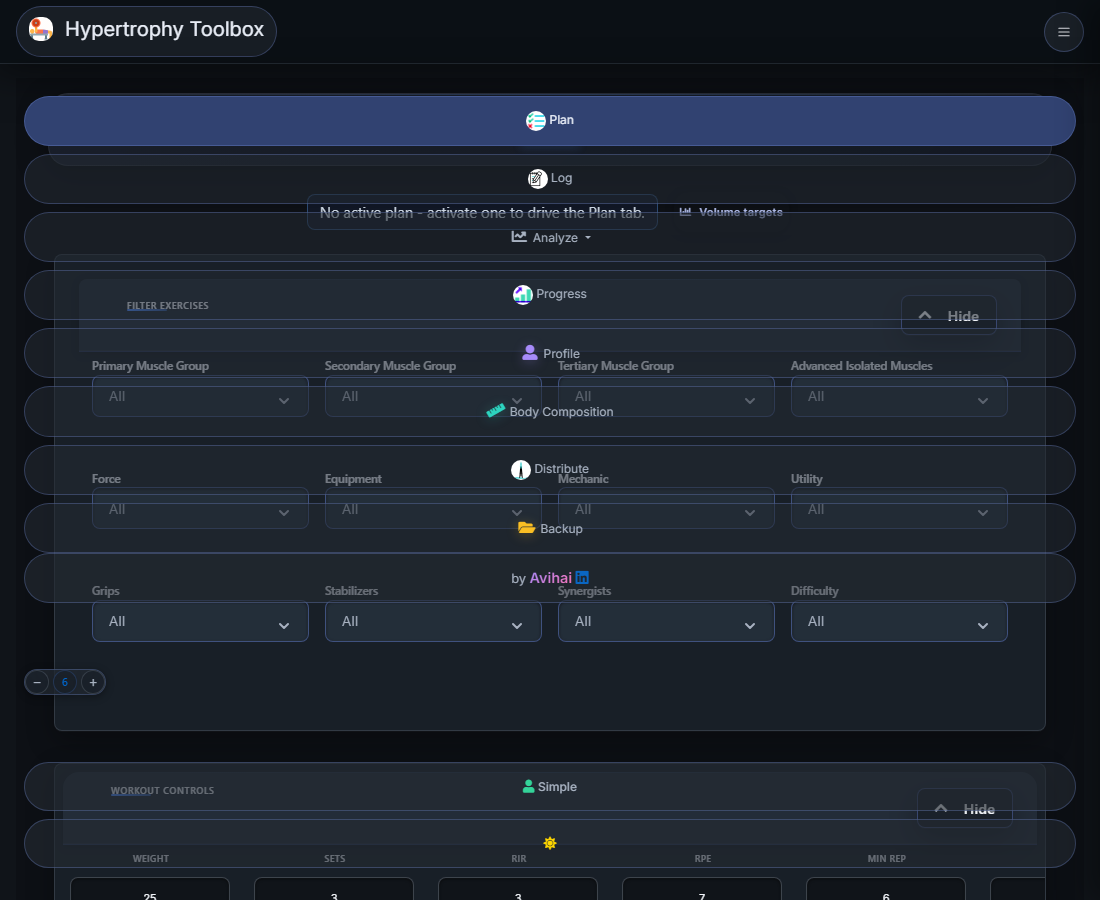 Hypertrophy Toolbox
Plan
Log
No active plan - activate one to drive the Plan tab.
Volume targets
Analyze
Progress
FILTER EXERCISES
Hide
Profile
Primary Muscle Group
Secondary Muscle Group
Tertiary Muscle Group
Advanced Isolated Muscles
All
All
All
All
Body Composition
Distribute
Force
Equipment
Mechanic
Utility
All
All
All
All
Backup
by Avihai in
Grips
Stabilizers
Synergists
Difficulty
All
All
All
All
− 6 +
Simple
WORKOUT CONTROLS
Hide
WEIGHT
SETS
RIR
RPE
MIN REP
25
3
3
7
6